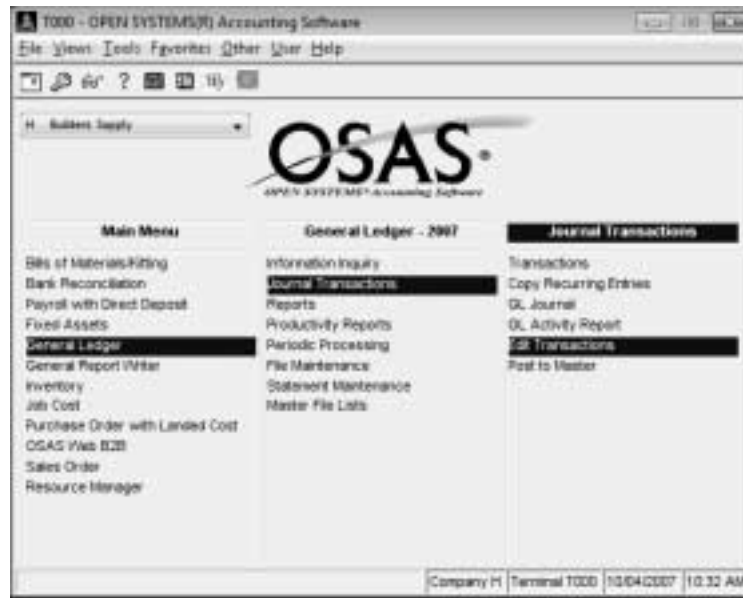 T000 - OPEN SYSTEMS(R) Accounting Software
File Views Tools Favorites Other User Help
H Builders Supply
OSAS
OPEN SYSTEMS Accounting Software
Main Menu
Bills of Materials/Kitting
Bank Reconciliation
Payroll with Direct Deposit
Fixed Assets
General Ledger
General Report Writer
Inventory
Job Cost
Purchase Order with Landed Cost
OSAS Web B2B
Sales Order
Resource Manager
General Ledger - 2007
Information Inquiry
Journal Transactions
Reports
Productivity Reports
Periodic Processing
File Maintenance
Statement Maintenance
Master File Lists
Journal Transactions
Transactions
Copy Recurring Entries
GL Journal
GL Activity Report
Edit Transactions
Post to Master
Company H Terminal T000 10/04/2007 10:32 AM